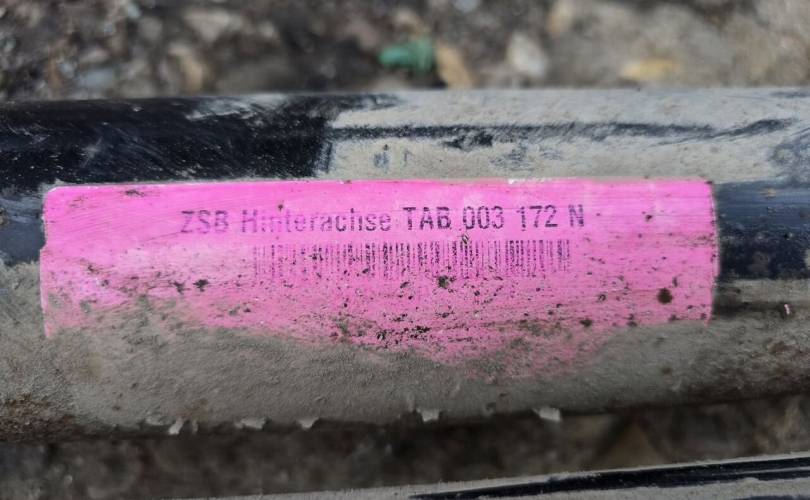 ZSB Hinterachse TAB 003 172 N